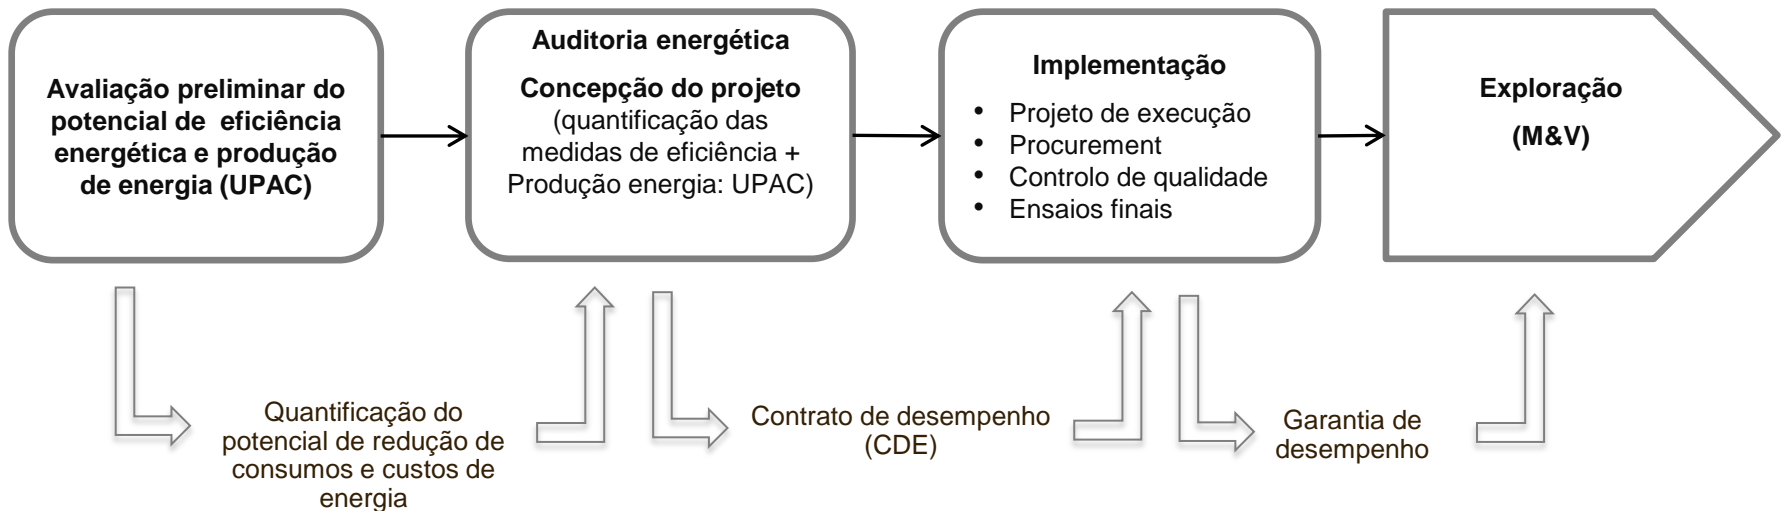 Avaliação preliminar do
potencial de eficiência
energética e produção
de energia (UPAC)
Auditoria energética
Concepção do projeto
(quantificação das
medidas de eficiência +
Produção energia: UPAC)
Implementação
• Projeto de execução
• Procurement
• Controlo de qualidade
• Ensaios finais
Exploração
(M&V)
Quantificação do
potencial de redução de
consumos e custos de
energia
Contrato de desempenho
(CDE)
Garantia de
desempenho